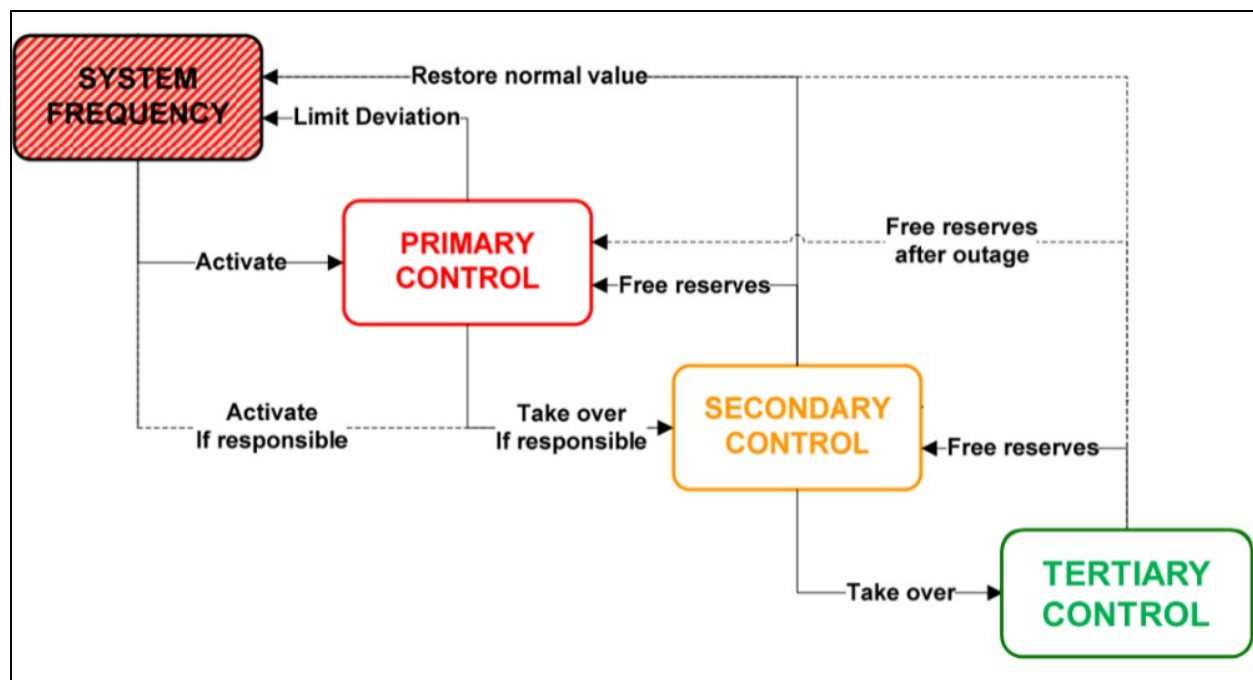 SYSTEM
FREQUENCY
Restore normal value
Limit Deviation
PRIMARY
CONTROL
Free reserves
after outage
Activate
Free reserves
Activate
If responsible
Take over
If responsible
SECONDARY
CONTROL
Free reserves
Take over
TERTIARY
CONTROL